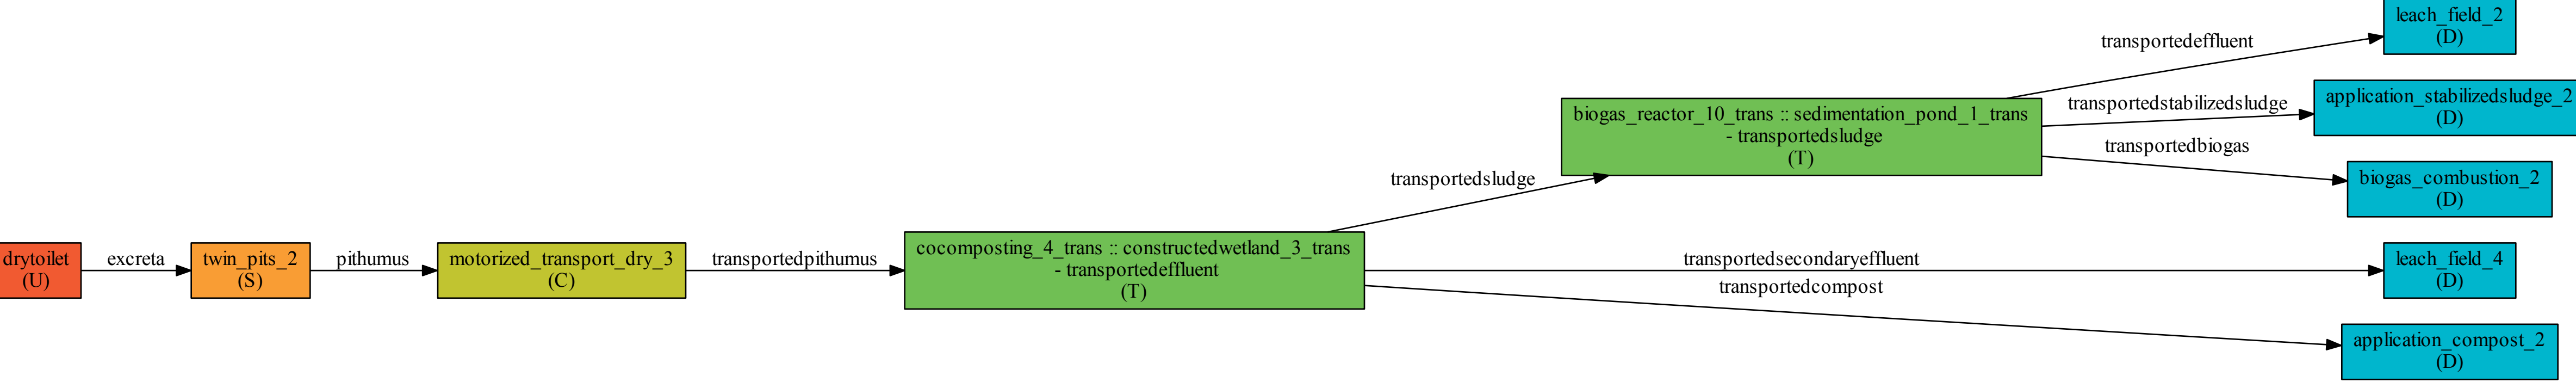 drytoilet
(U)
excreta
twin_pits_2
(S)
pithumus
motorized_transport_dry_3
(C)
transportedpithumus
cocomposting_4_trans :: constructedwetland_3_trans
- transportedeffluent
(T)
transportedsludge
biogas_reactor_10_trans :: sedimentation_pond_1_trans
- transportedsludge
(T)
transportedeffluent
leach_field_2
(D)
transportedstabilizedsludge
application_stabilizedsludge_2
(D)
transportedbiogas
biogas_combustion_2
(D)
transportedsecondaryeffluent
leach_field_4
(D)
transportedcompost
application_compost_2
(D)